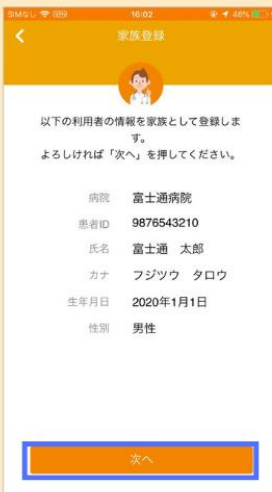 SIMなし
16:02
46%
家族登録
以下の利用者の情報を家族として登録しま
す。
よろしければ「次へ」を押してください。
病院 富士通病院
患者ID 9876543210
氏名 富士通 太郎
カナ フジツウ タロウ
生年月日 2020年1月1日
性別 男性
次へ